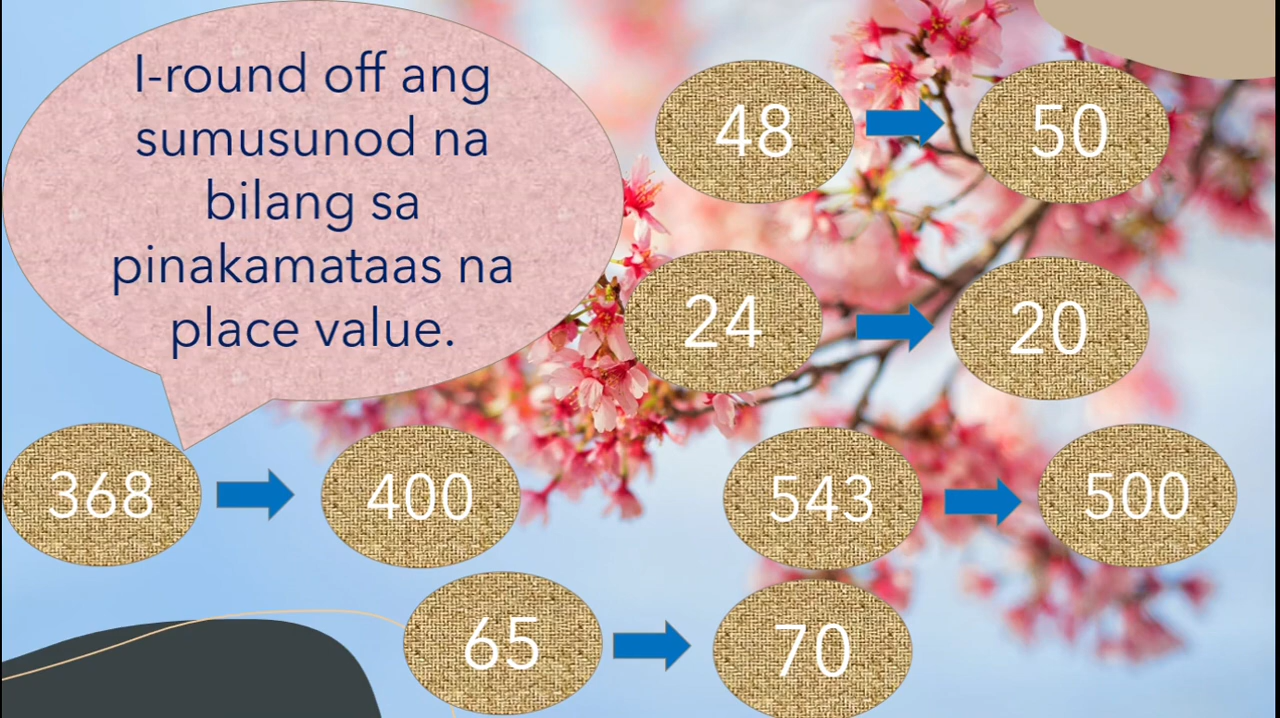 I-round off ang
sumusunod na
bilang sa
pinakamataas na
place value.
48 50
24 20
368 400
543 500
65 70